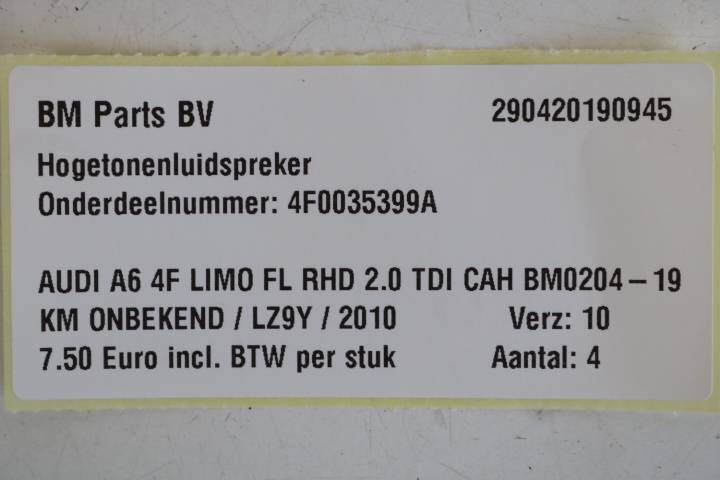 BM Parts BV 290420190945
Hogetonenluidspreker
Onderdeelnummer: 4F0035399A
AUDI A6 4F LIMO FL RHD 2.0 TDI CAH BM0204-19
KM ONBEKEND / LZ9Y / 2010 Verz: 10
7.50 Euro incl. BTW per stuk Aantal: 4